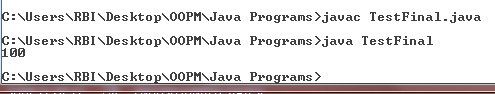 C:\Users\RBI\Desktop\OOPM\Java Programs>javac TestFinal.java
C:\Users\RBI\Desktop\OOPM\Java Programs>java TestFinal
100
C:\Users\RBI\Desktop\OOPM\Java Programs>